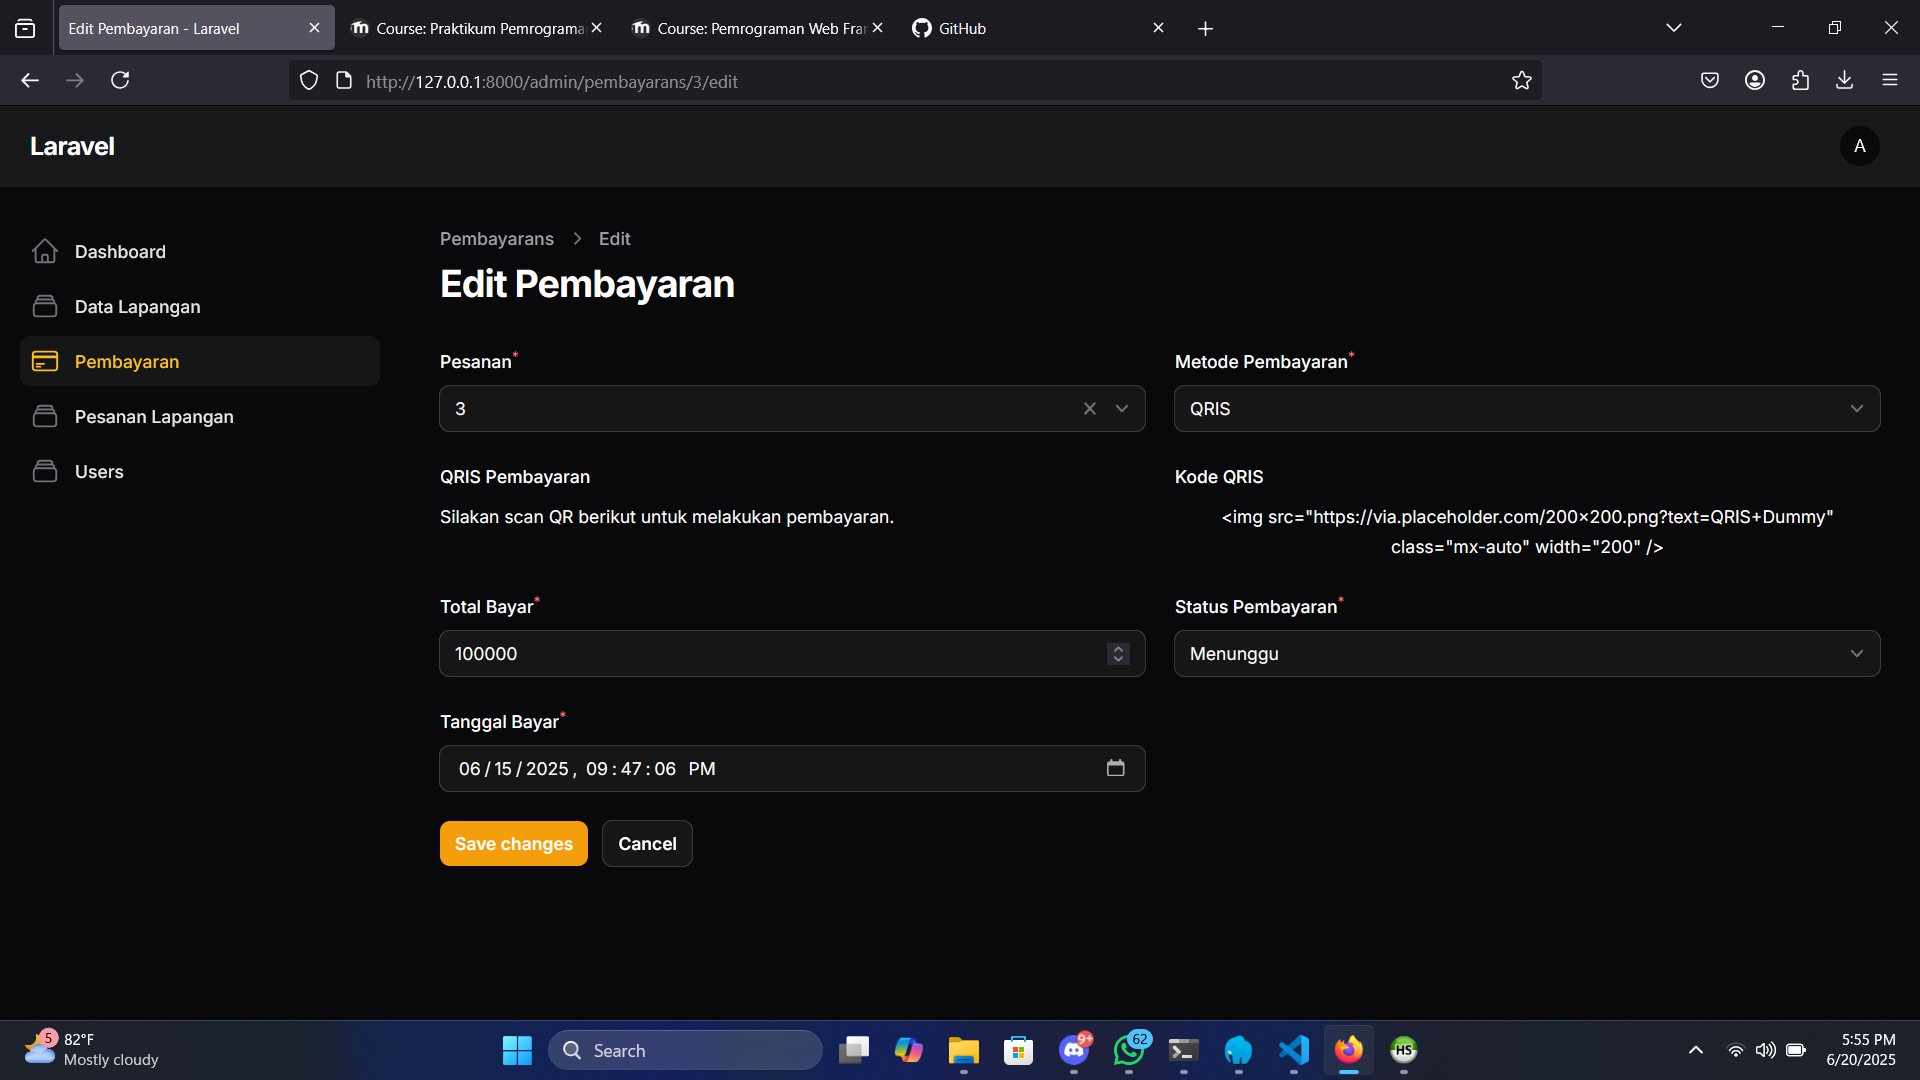 Edit Pembayaran - Laravel
Course: Praktikum Pemrograma
Course: Pemrograman Web Fra
GitHub
http://127.0.0.1:8000/admin/pembayarans/3/edit
Laravel
A
Dashboard
Data Lapangan
Pembayaran
Pesanan Lapangan
Users
Pembayarans > Edit
Edit Pembayaran
Pesanan*
3
Metode Pembayaran*
QRIS
QRIS Pembayaran
Silakan scan QR berikut untuk melakukan pembayaran.
Kode QRIS
<img src="https://via.placeholder.com/200x200.png?text=QRIS+Dummy"
class="mx-auto" width="200" />
Total Bayar*
100000
Status Pembayaran*
Menunggu
Tanggal Bayar*
06/15/2025, 09:47:06 PM
Save changes
Cancel
5
82°F
Mostly cloudy
Search
9+
62
HS
5:55 PM
6/20/2025